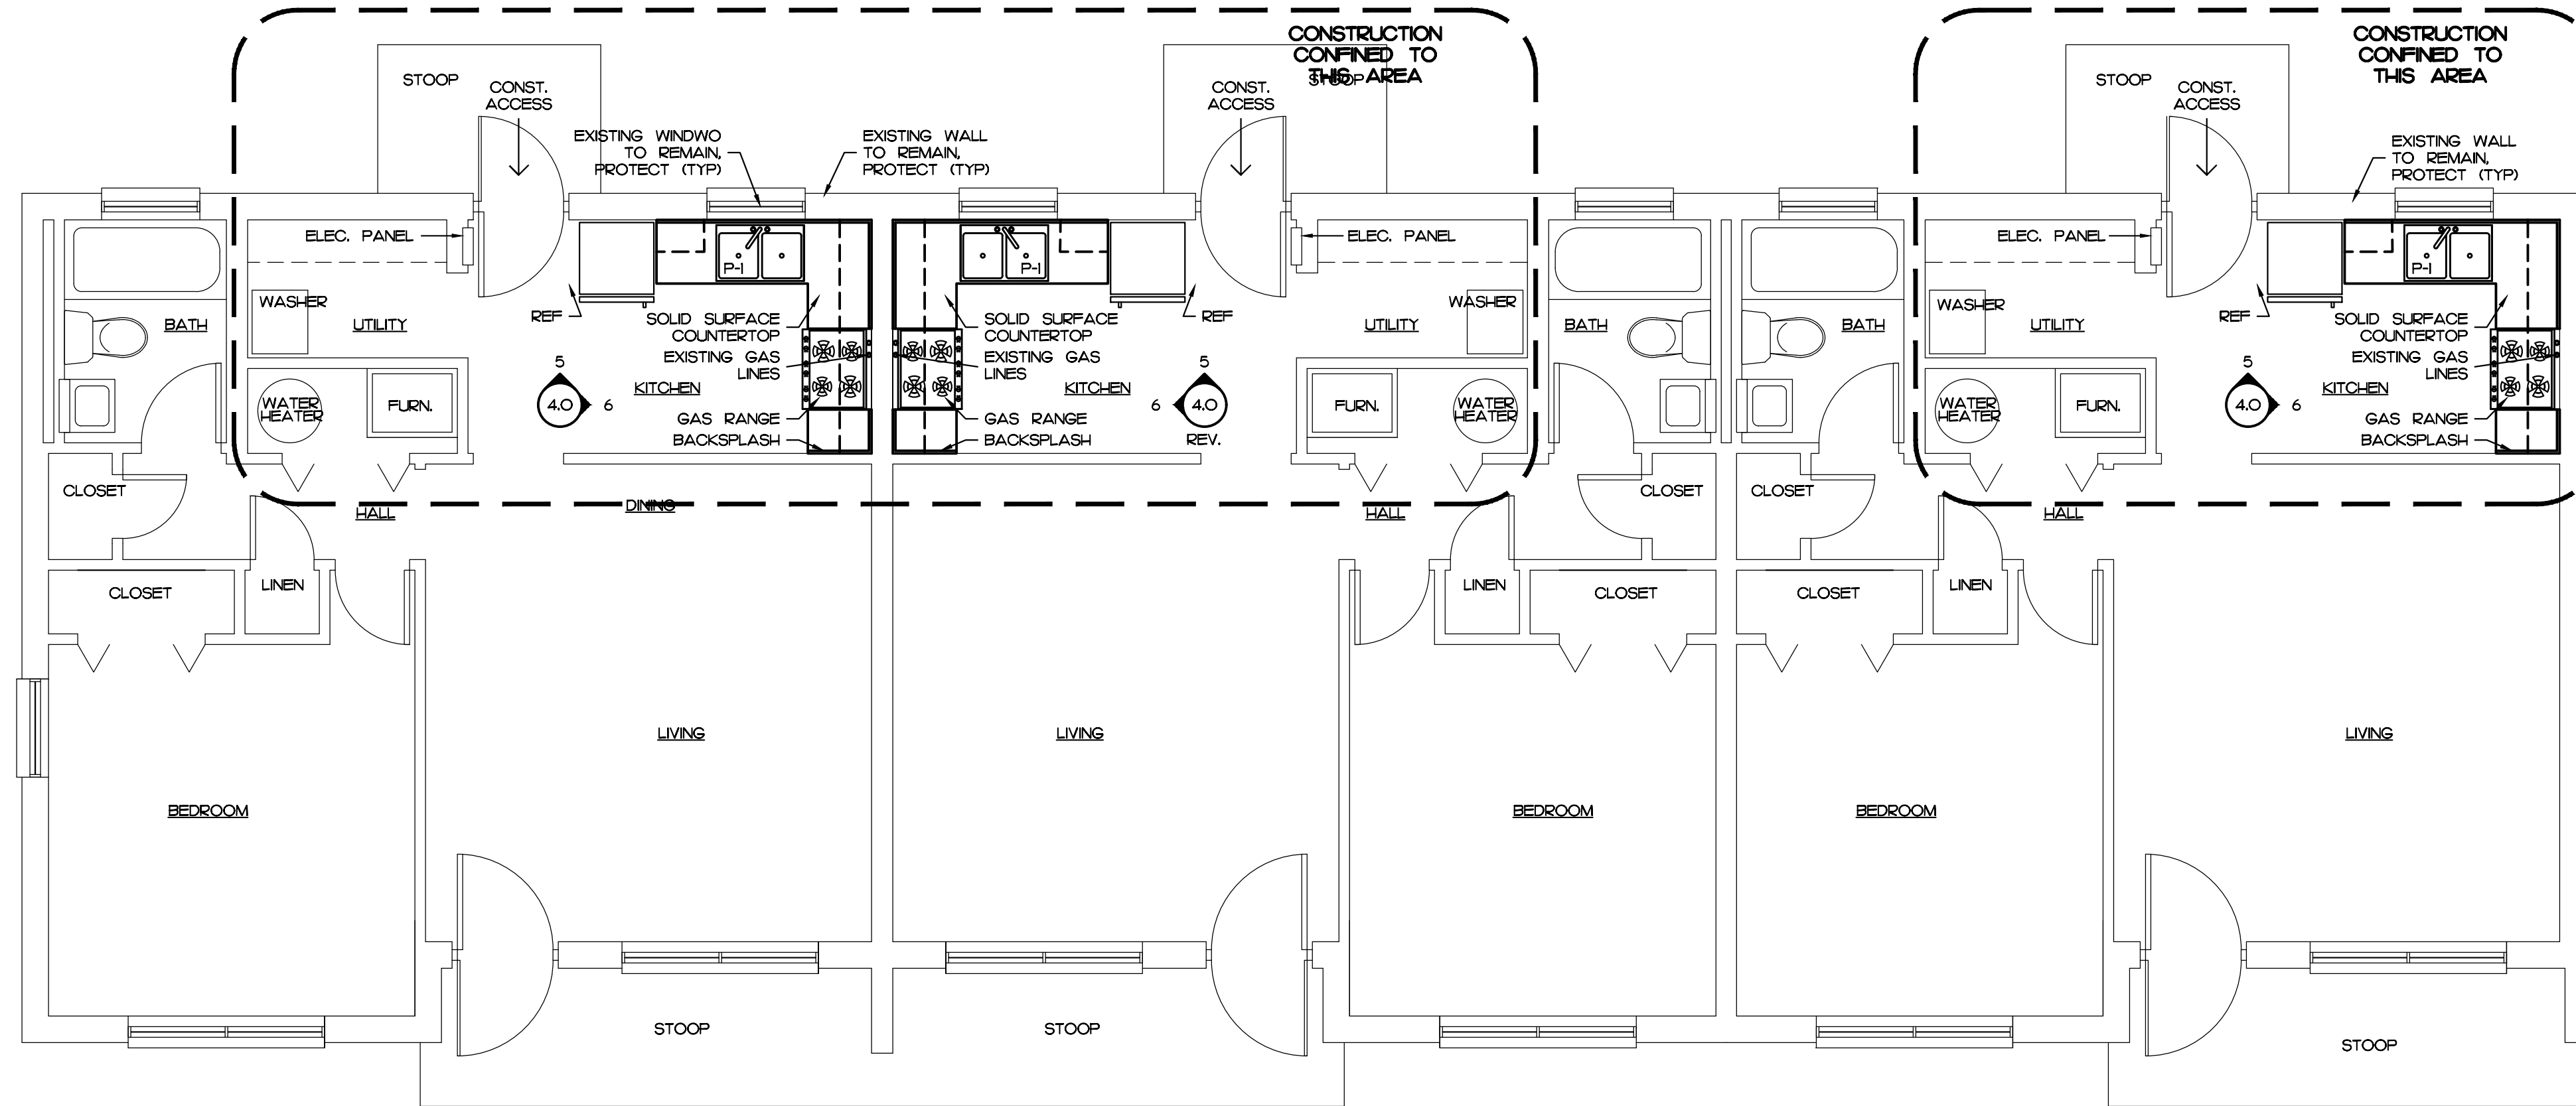 CONSTRUCTION
CONFINED TO
THIS AREA
CONSTRUCTION
CONFINED TO
THIS AREA
STOOP
CONST.
ACCESS
EXISTING WINDWO
TO REMAIN,
PROTECT (TYP)
EXISTING WALL
TO REMAIN,
PROTECT (TYP)
CONST.
ACCESS
STOOP
STOOP
CONST.
ACCESS
EXISTING WALL
TO REMAIN,
PROTECT (TYP)
ELEC. PANEL
WASHER
BATH
UTILITY
WATER
HEATER
FURN.
REF
P-1
SOLID SURFACE
COUNTERTOP
EXISTING GAS
LINES
KITCHEN
GAS RANGE
BACKSPLASH
5
4.0
6
P-1
SOLID SURFACE
COUNTERTOP
EXISTING GAS
LINES
KITCHEN
GAS RANGE
BACKSPLASH
REF
5
6
4.0
REV.
ELEC. PANEL
WASHER
UTILITY
BATH
FURN.
WATER
HEATER
BATH
ELEC. PANEL
WASHER
UTILITY
WATER
HEATER
FURN.
REF
P-1
SOLID SURFACE
COUNTERTOP
EXISTING GAS
LINES
KITCHEN
GAS RANGE
BACKSPLASH
5
4.0
6
CLOSET
HALL
DINING
HALL
CLOSET
CLOSET
HALL
CLOSET
LINEN
LINEN
CLOSET
CLOSET
LINEN
LIVING
LIVING
LIVING
BEDROOM
BEDROOM
BEDROOM
STOOP
STOOP
STOOP